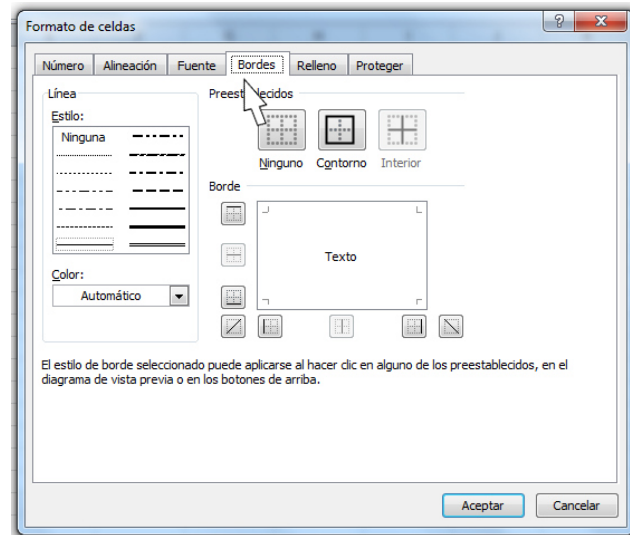 Formato de celdas
Número Alineación Fuente Bordes Relleno Proteger
Línea
Estilo:
Ninguna
Color:
Automático
Preestablecidos
Ninguno Contorno Interior
Borde
Texto
El estilo de borde seleccionado puede aplicarse al hacer clic en alguno de los preestablecidos, en el
diagrama de vista previa o en los botones de arriba.
Aceptar Cancelar